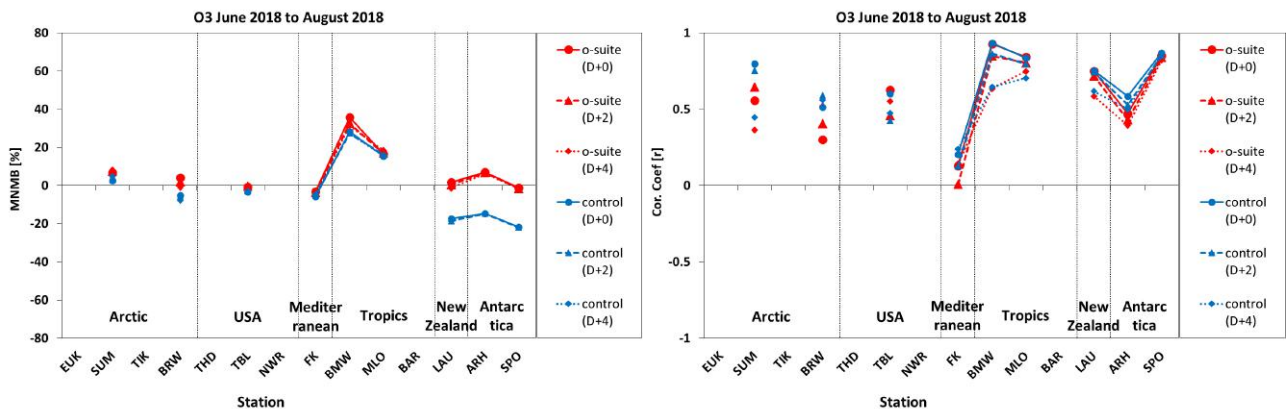 O3 June 2018 to August 2018
MNMB [%]
80
60
40
20
0
-20
-40
-60
-80
Arctic
USA
Mediter
ranean
Tropics
New
Zealand
Antarc
tica
EUK
SUM
TIK
BRW
THD
TBL
NWR
FK
BMW
MLO
BAR
LAU
ARH
SPO
Station
o-suite
(D+0)
o-suite
(D+2)
o-suite
(D+4)
control
(D+0)
control
(D+2)
control
(D+4)
O3 June 2018 to August 2018
Cor. Coef [r]
1
0.5
0
-0.5
-1
Arctic
USA
Mediter
ranean
Tropics
New
Zealand
Antarc
tica
EUK
SUM
TIK
BRW
THD
TBL
NWR
FK
BMW
MLO
BAR
LAU
ARH
SPO
Station
o-suite
(D+0)
o-suite
(D+2)
o-suite
(D+4)
control
(D+0)
control
(D+2)
control
(D+4)